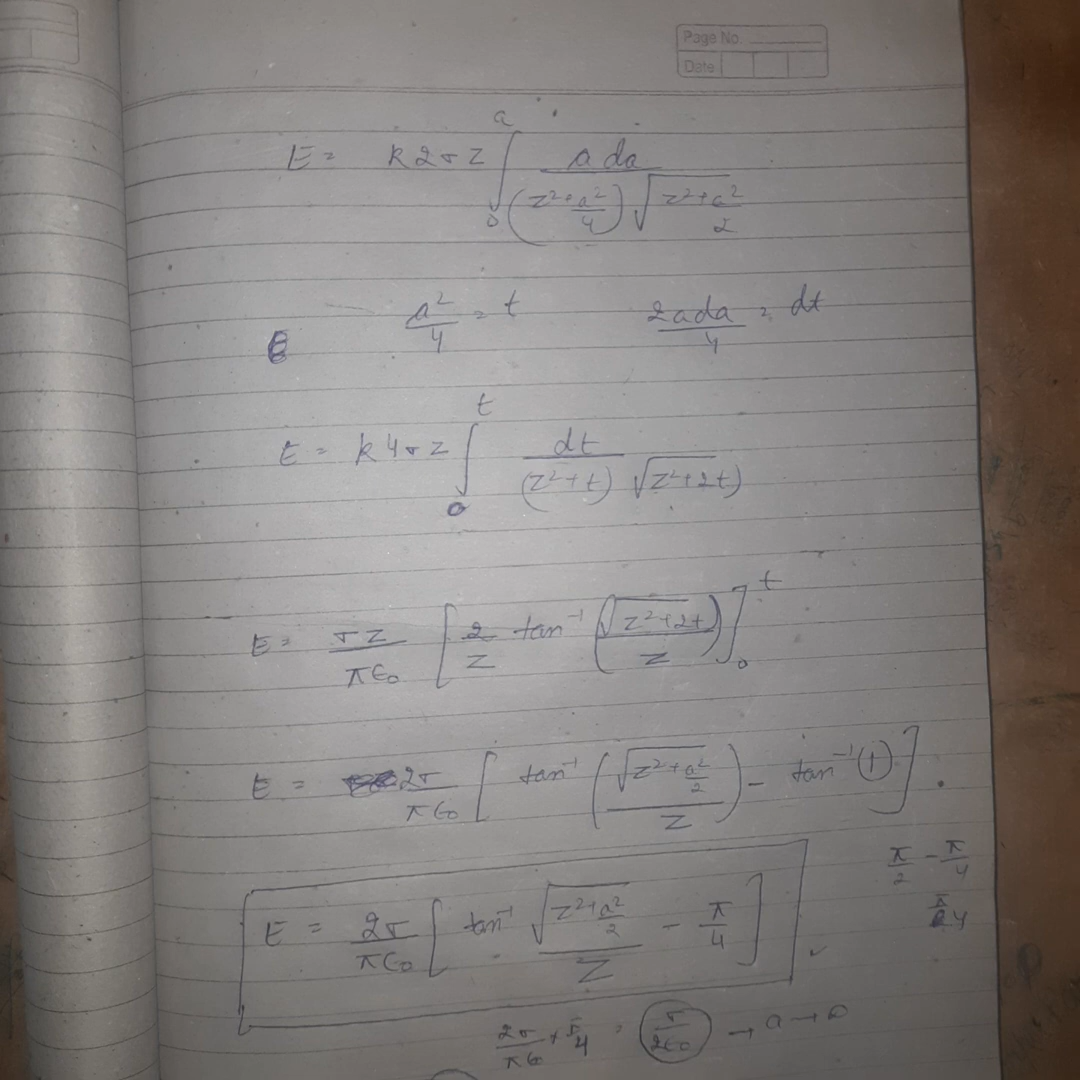 Page No.
Date
E = k2σz ∫₀ᵃ a da / (z² + a²/4) √(z² + a²/2)
a²/4 = t    2ada/4 = dt
E = k4σz ∫₀ᵗ dt / (z²+t) √(z²+2t)
E = σz/πϵ₀ [ 2/z tan⁻¹ (√(z²+2t) / z) ]₀ᵗ
E = 2σ/πϵ₀ [ tan⁻¹ (√(z² + a²/2) / z) - tan⁻¹ (1) ] .
π/2 - π/4
π/4
E = 2σ/πϵ₀ [ tan⁻¹ √(z² + a²/2) / z - π/4 ]
2σ/πϵ₀ × π/4 = σ/2ϵ₀ → a → ∞